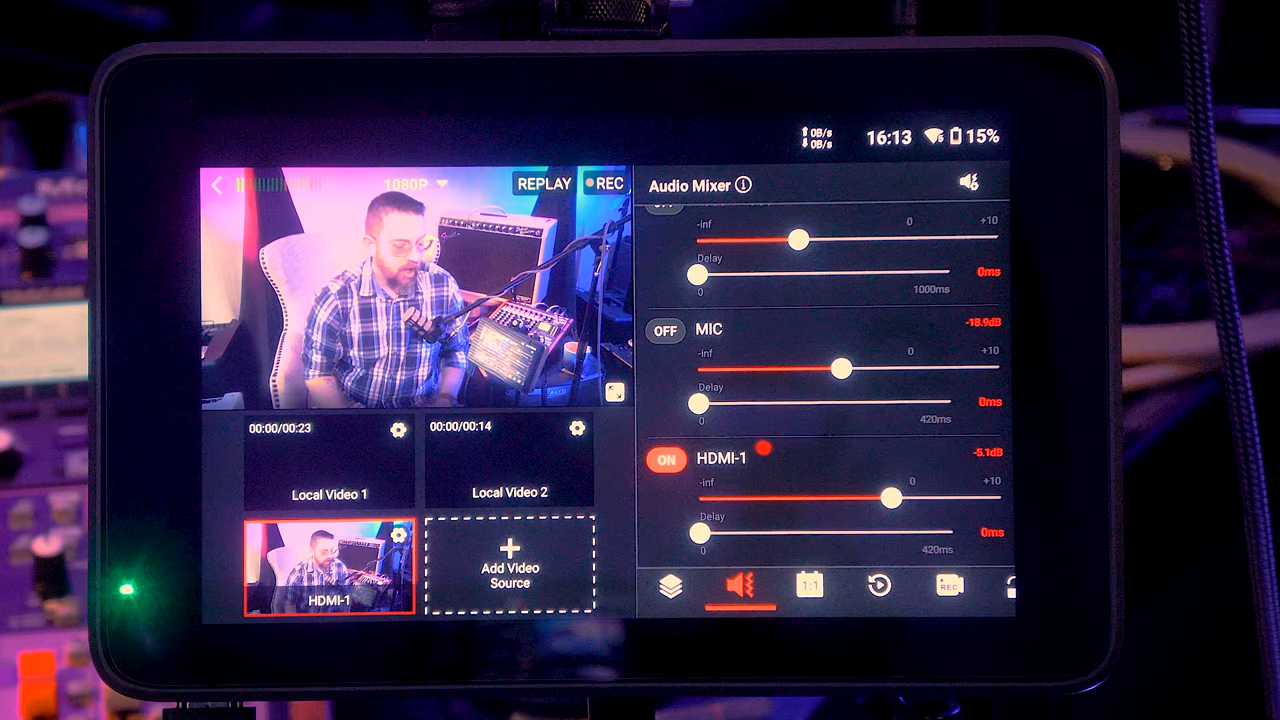 0B/s
0B/s
16:13
15%
1080P
REPLAY
REC
Audio Mixer
-inf 0 +10
Delay
0ms
0 1000ms
OFF MIC -18.9dB
-inf 0 +10
Delay
0ms
0 420ms
ON HDMI-1 -5.1dB
-inf 0 +10
Delay
0ms
0 420ms
00:00/00:23
Local Video 1
00:00/00:14
Local Video 2
HDMI-1
Add Video
Source
1:1
REC